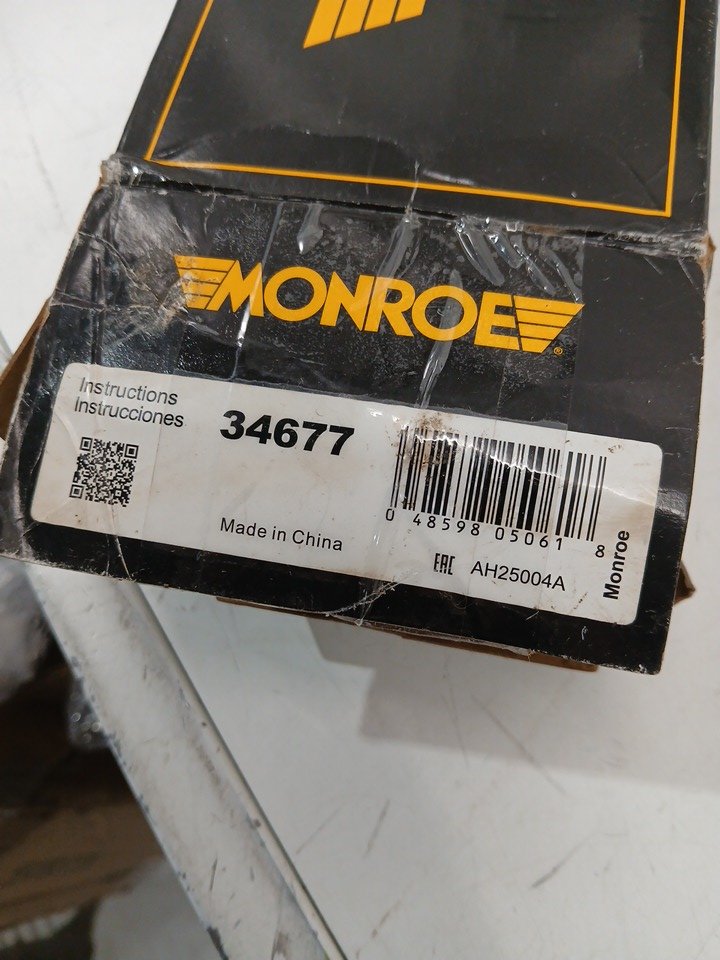 MONROE
Instructions
Instrucciones
34677
0 48598 05061 8
Made in China
EAC AH25004A
Monroe